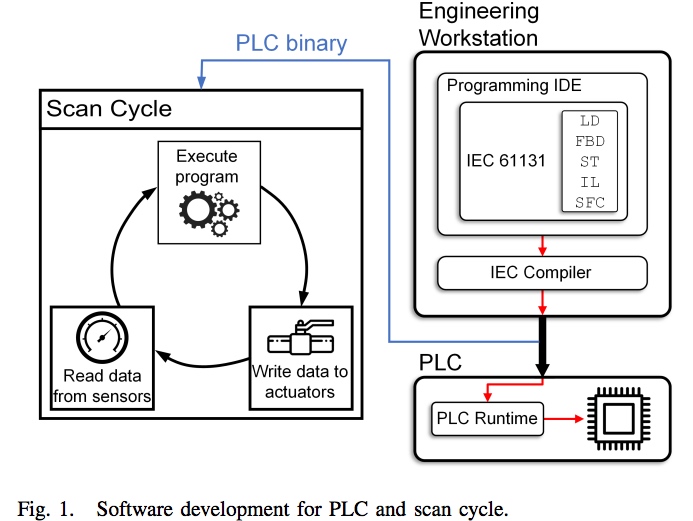 PLC binary
Scan Cycle
Execute
program
Read data
from sensors
Write data to
actuators
Engineering
Workstation
Programming IDE
IEC 61131
LD
FBD
ST
IL
SFC
IEC Compiler
PLC
PLC Runtime
Fig. 1. Software development for PLC and scan cycle.